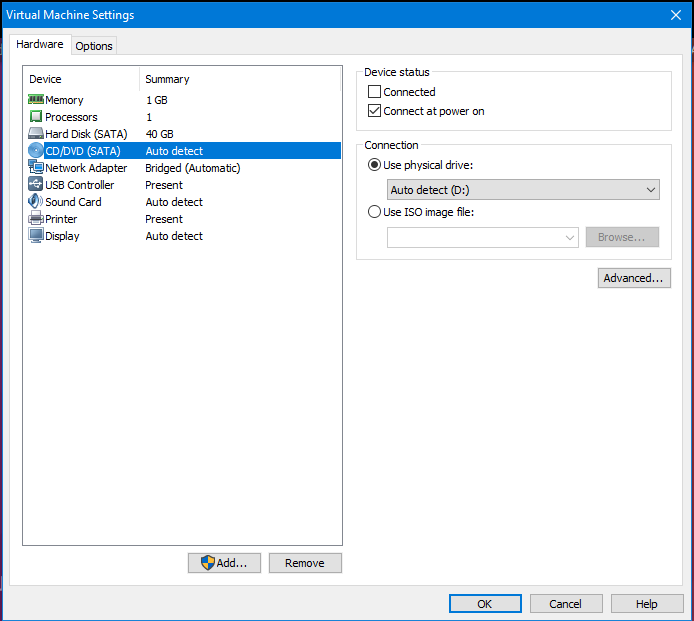 Virtual Machine Settings
Hardware Options
Device Summary
Memory 1 GB
Processors 1
Hard Disk (SATA) 40 GB
CD/DVD (SATA) Auto detect
Network Adapter Bridged (Automatic)
USB Controller Present
Sound Card Auto detect
Printer Present
Display Auto detect
Add... Remove
Device status
Connected
Connect at power on
Connection
Use physical drive:
Auto detect (D:)
Use ISO image file:
Browse...
Advanced...
OK Cancel Help